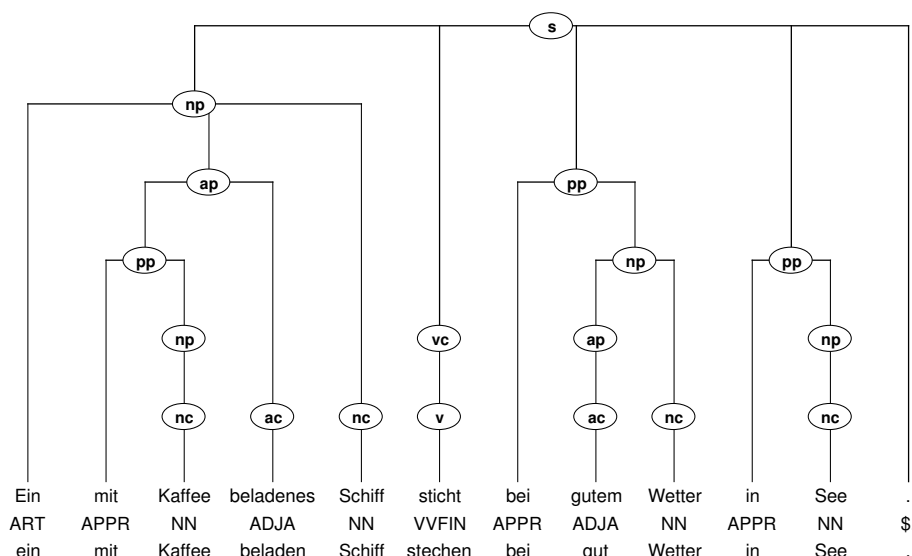 s
np
ap pp
pp np pp
np vc ap np
nc ac nc v ac nc nc
Ein mit Kaffee beladenes Schiff sticht bei gutem Wetter in See .
ART APPR NN ADJA NN VVFIN APPR ADJA NN APPR NN $
ein mit Kaffee beladen Schiff stechen bei gut Wetter in See .